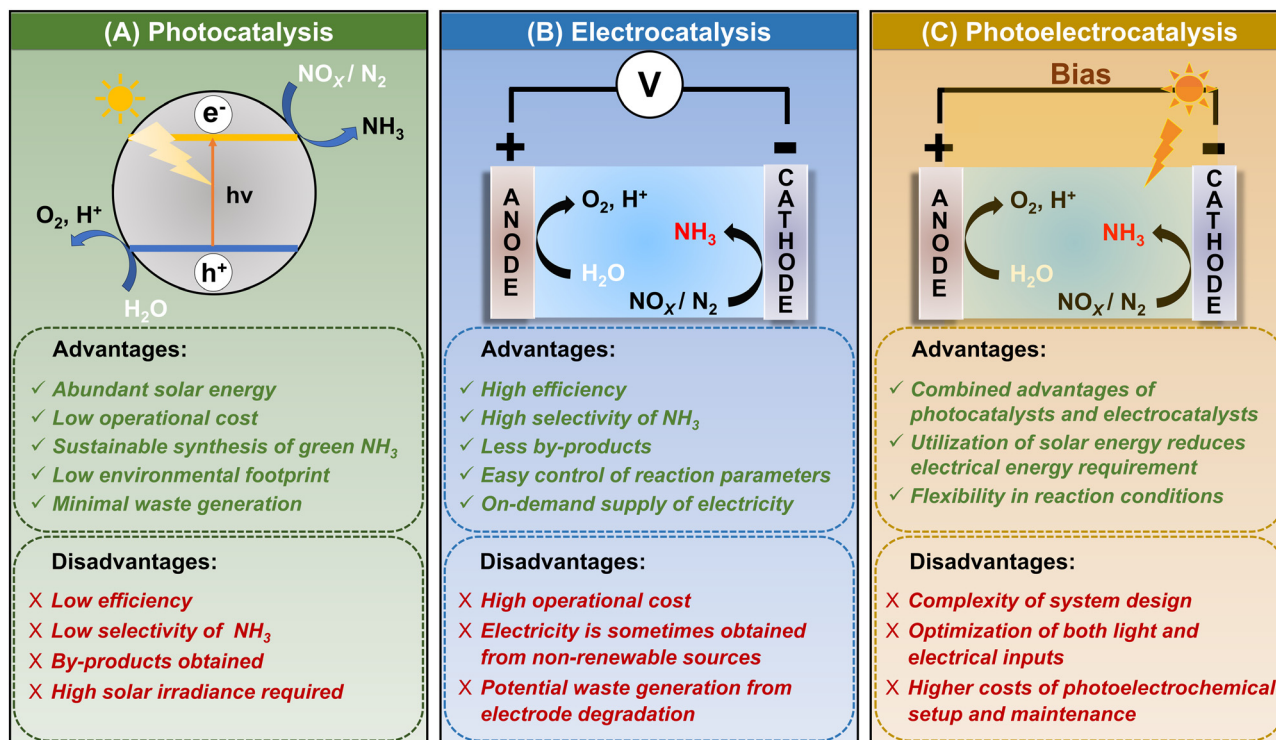 (A) Photocatalysis
NOX / N2
e-
NH3
hν
O2, H+
h+
H2O
Advantages:
✓ Abundant solar energy
✓ Low operational cost
✓ Sustainable synthesis of green NH3
✓ Low environmental footprint
✓ Minimal waste generation
Disadvantages:
X Low efficiency
X Low selectivity of NH3
X By-products obtained
X High solar irradiance required
(B) Electrocatalysis
V
+
-
ANODE
CATHODE
O2, H+
NH3
H2O
NOX / N2
Advantages:
✓ High efficiency
✓ High selectivity of NH3
✓ Less by-products
✓ Easy control of reaction parameters
✓ On-demand supply of electricity
Disadvantages:
X High operational cost
X Electricity is sometimes obtained
from non-renewable sources
X Potential waste generation from
electrode degradation
(C) Photoelectrocatalysis
Bias
+
-
ANODE
CATHODE
O2, H+
NH3
H2O
NOX / N2
Advantages:
✓ Combined advantages of
photocatalysts and electrocatalysts
✓ Utilization of solar energy reduces
electrical energy requirement
✓ Flexibility in reaction conditions
Disadvantages:
X Complexity of system design
X Optimization of both light and
electrical inputs
X Higher costs of photoelectrochemical
setup and maintenance